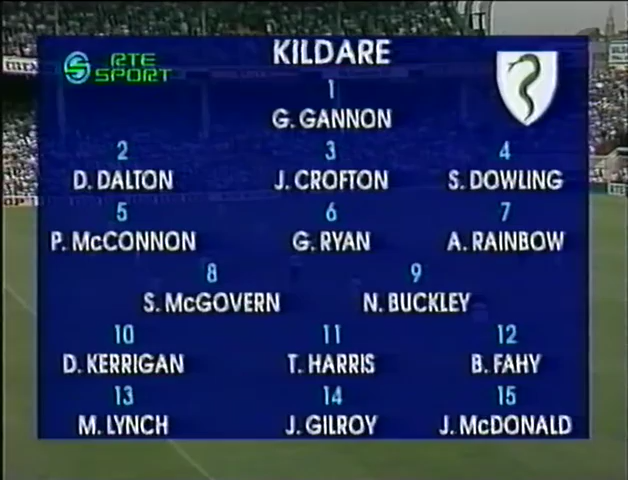 KILDARE
RTE
SPORT
1
G. GANNON
2 3 4
D. DALTON J. CROFTON S. DOWLING
5 6 7
P. McCONNON G. RYAN A. RAINBOW
8 9
S. McGOVERN N. BUCKLEY
10 11 12
D. KERRIGAN T. HARRIS B. FAHY
13 14 15
M. LYNCH J. GILROY J. McDONALD